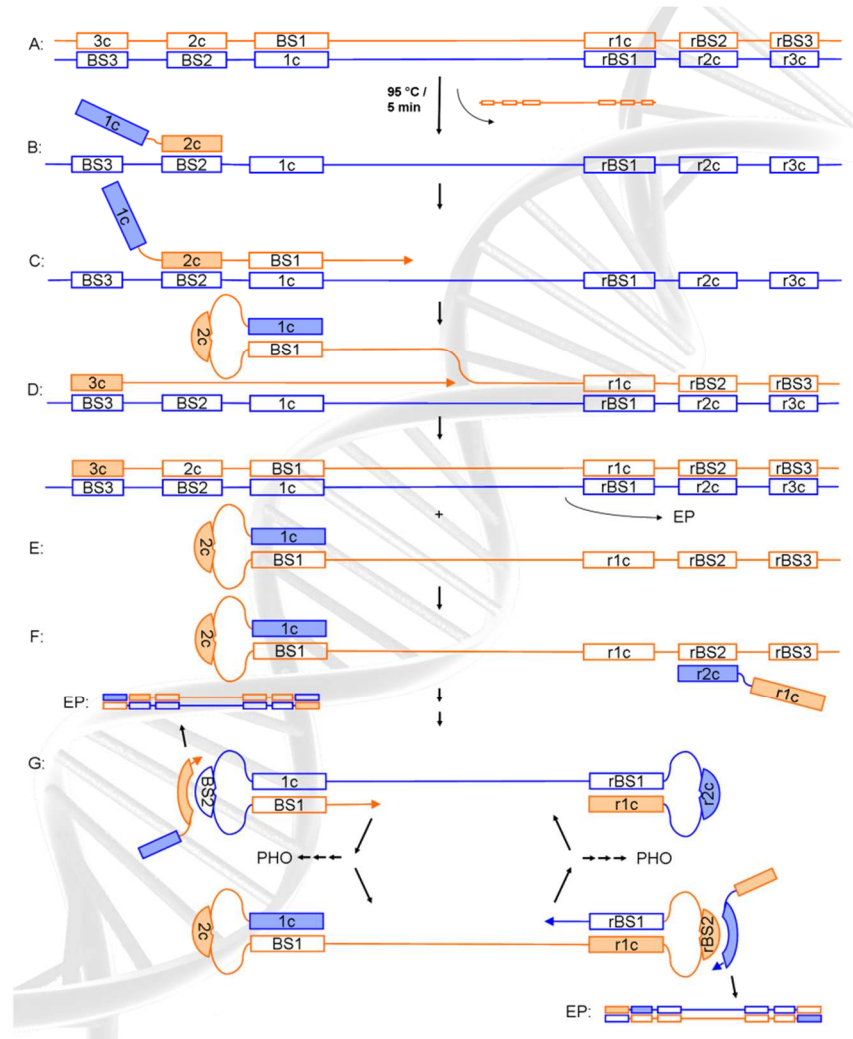 A:
3c 2c BS1 r1c rBS2 rBS3
BS3 BS2 1c rBS1 r2c r3c
95 °C /
5 min
1c
2c
B:
BS3 BS2 1c rBS1 r2c r3c
1c
2c BS1
C:
BS3 BS2 1c rBS1 r2c r3c
2c
1c
BS1
3c r1c rBS2 rBS3
D:
BS3 BS2 1c rBS1 r2c r3c
3c 2c BS1 r1c rBS2 rBS3
BS3 BS2 1c rBS1 r2c r3c
+
EP
2c
1c
E:
BS1 r1c rBS2 rBS3
2c
1c
F:
BS1 r1c rBS2 rBS3
r2c
r1c
EP:
G:
BS2
1c rBS1
r2c
BS1 r1c
PHO PHO
2c
1c rBS1
rBS2
BS1 r1c
EP: